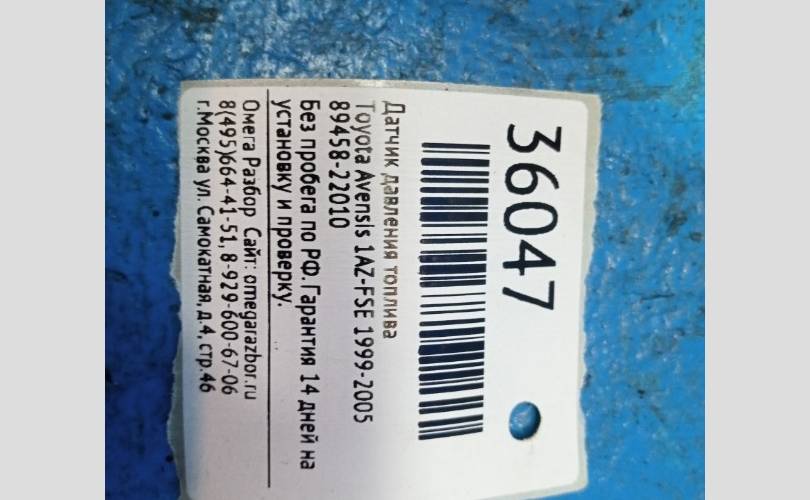 36047
Датчик давления топлива
Toyota Avensis 1AZ-FSE 1999-2005
89458-22010
Без пробега по РФ. Гарантия 14 дней на
установку и проверку.
Омега Разбор Сайт: omegarazbor.ru
8(495)664-41-51, 8-929-600-67-06
г.Москва ул. Самокатная, д.4, стр.46